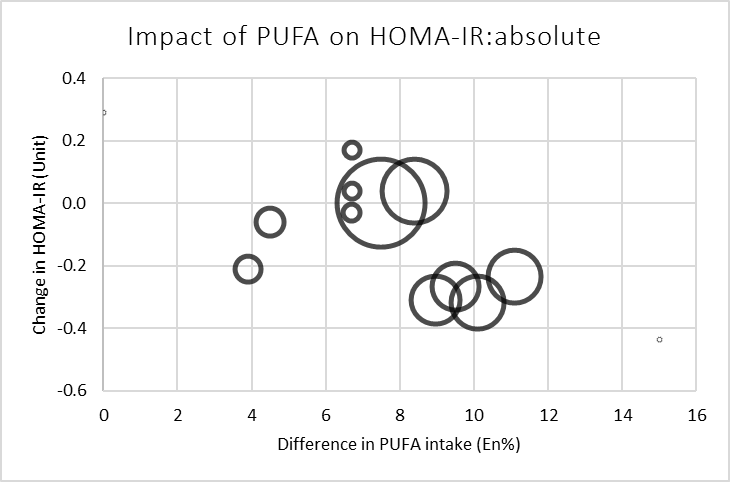 Impact of PUFA on HOMA-IR:absolute
Change in HOMA-IR (Unit)
0.4
0.2
0.0
-0.2
-0.4
-0.6
0 2 4 6 8 10 12 14 16
Difference in PUFA intake (En%)